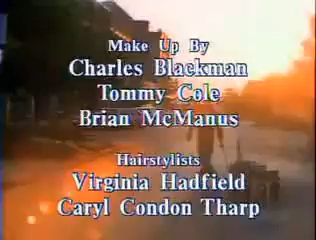 Make Up By
Charles Blackman
Tommy Cole
Brian McManus
Hairstylists
Virginia Hadfield
Caryl Condon Tharp